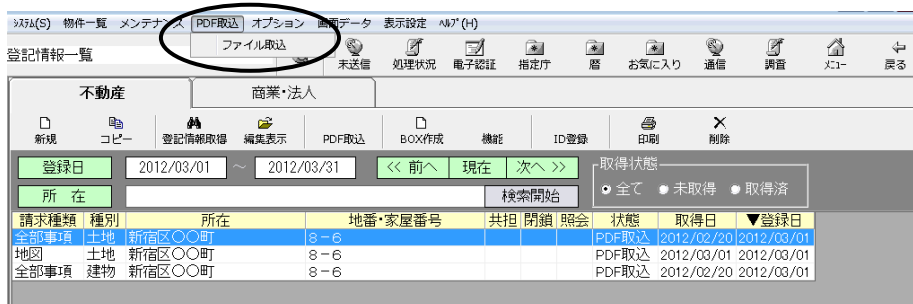 ｼｽﾃﾑ(S) 物件一覧 メンテナンス PDF取込 オプション 画面データ 表示設定 ﾍﾙﾌﾟ(H)
ファイル取込
登記情報一覧
未送信 処理状況 電子認証 指定庁 暦 お気に入り 通信 調査 ﾒﾆｭｰ 戻る
不動産 商業・法人
新規 コピー 登記情報取得 編集表示 PDF取込 BOX作成 機能 ID登録 印刷 削除
登録日 2012/03/01 ～ 2012/03/31 << 前へ 現在 次へ >> 取得状態
所 在 検索開始 全て 未取得 取得済
請求種類 種別 所在 地番・家屋番号 共担 閉鎖 照会 状態 取得日 ▼登録日
全部事項 土地 新宿区〇〇町 ８－６ PDF取込 2012/02/20 2012/03/01
地図 土地 新宿区〇〇町 ８－６ PDF取込 2012/03/01 2012/03/01
全部事項 建物 新宿区〇〇町 ８－６ PDF取込 2012/02/20 2012/03/01